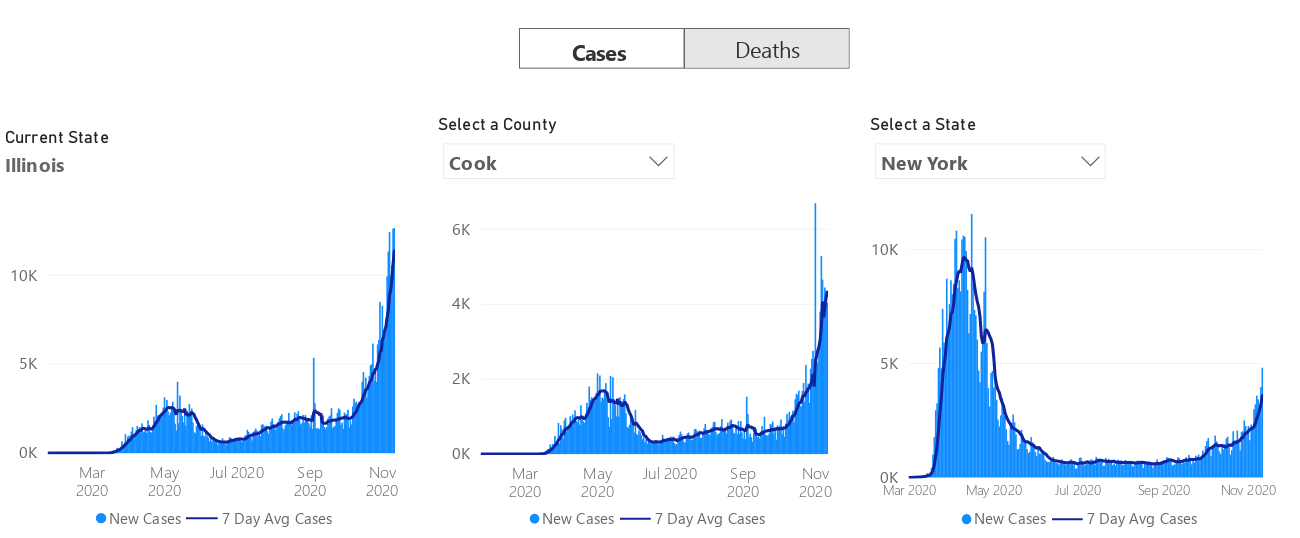 Cases Deaths
Current State
Illinois
Select a County
Cook
Select a State
New York
10K
5K
0K
Mar 2020 May 2020 Jul 2020 Sep 2020 Nov 2020
New Cases 7 Day Avg Cases
6K
4K
2K
0K
Mar 2020 May 2020 Jul 2020 Sep 2020 Nov 2020
New Cases 7 Day Avg Cases
10K
5K
0K
Mar 2020 May 2020 Jul 2020 Sep 2020 Nov 2020
New Cases 7 Day Avg Cases